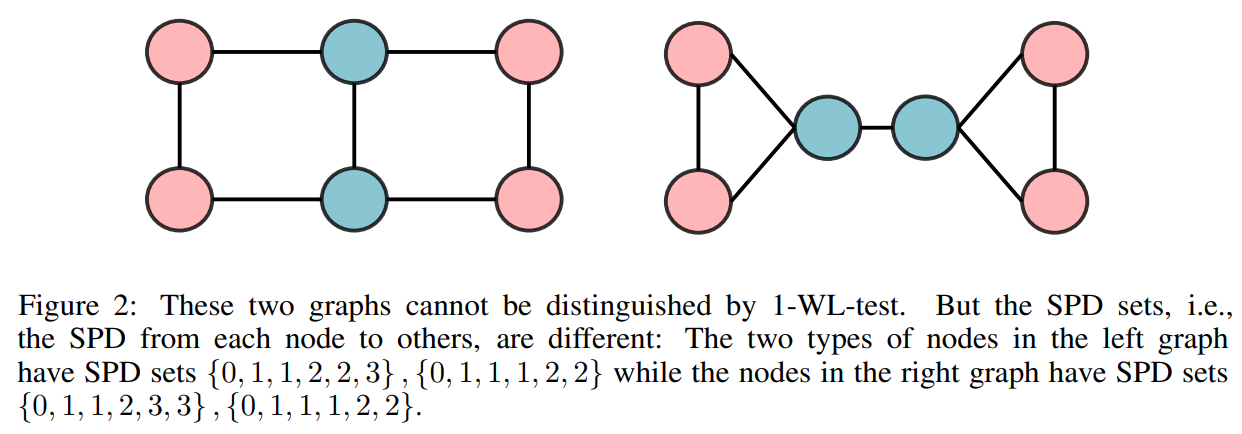 Figure 2: These two graphs cannot be distinguished by 1-WL-test. But the SPD sets, i.e.,
the SPD from each node to others, are different: The two types of nodes in the left graph
have SPD sets {0, 1, 1, 2, 2, 3} , {0, 1, 1, 1, 2, 2} while the nodes in the right graph have SPD sets
{0, 1, 1, 2, 3, 3} , {0, 1, 1, 1, 2, 2}.